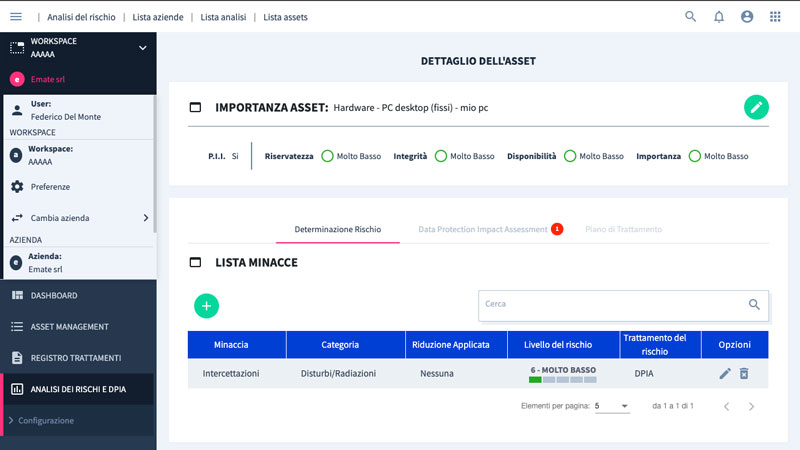 Analisi del rischio | Lista aziende | Lista analisi | Lista assets
WORKSPACE
AAAAA
e Emate srl
User:
Federico Del Monte
WORKSPACE
a Workspace:
AAAAA
Preferenze
Cambia azienda
AZIENDA
e Azienda:
Emate srl
DASHBOARD
ASSET MANAGEMENT
REGISTRO TRATTAMENTI
ANALISI DEI RISCHI E DPIA
Configurazione
DETTAGLIO DELL'ASSET
IMPORTANZA ASSET: Hardware - PC desktop (fissi) - mio pc
P.I.I. Si Riservatezza Molto Basso Integrità Molto Basso Disponibilità Molto Basso Importanza Molto Basso
Determinazione Rischio Data Protection Impact Assessment 1 Piano di Trattamento
LISTA MINACCE
Cerca
Minaccia Categoria Riduzione Applicata Livello del rischio Trattamento del
rischio Opzioni
Intercettazioni Disturbi/Radiazioni Nessuna 6 - MOLTO BASSO DPIA
Elementi per pagina: 5 da 1 a 1 di 1